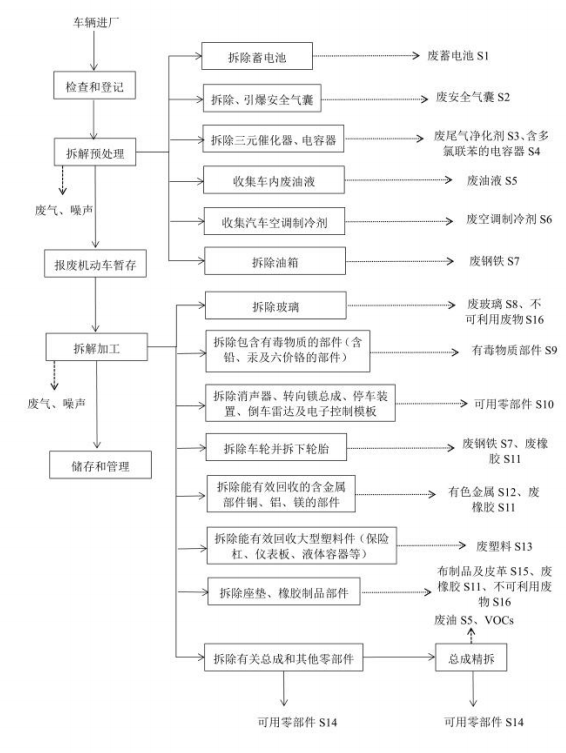 车辆进厂
检查和登记
拆解预处理
废气、噪声
报废机动车暂存
拆解加工
废气、噪声
储存和管理
拆除蓄电池
废蓄电池 S1
拆除、引爆安全气囊
废安全气囊 S2
拆除三元催化器、电容器
废尾气净化剂 S3、含多
氯联苯的电容器 S4
收集车内废油液
废油液 S5
收集汽车空调制冷剂
废空调制冷剂 S6
拆除油箱
废钢铁 S7
拆除玻璃
废玻璃 S8、不
可利用废物 S16
拆除包含有毒物质的部件（含
铅、汞及六价铬的部件）
有毒物质部件 S9
拆除消声器、转向锁总成、停车装
置、倒车雷达及电子控制模板
可用零部件 S10
拆除车轮并拆下轮胎
废钢铁 S7、废橡
胶 S11
拆除能有效回收的含金属
部件铜、铝、镁的部件
有色金属 S12、废
橡胶 S11
拆除能有效回收大型塑料件（保险
杠、仪表板、液体容器等）
废塑料 S13
拆除座垫、橡胶制品部件
布制品及皮革 S15、废
橡胶 S11、不可利用废
物 S16
废油 S5、VOCs
拆除有关总成和其他零部件
总成精拆
可用零部件 S14
可用零部件 S14